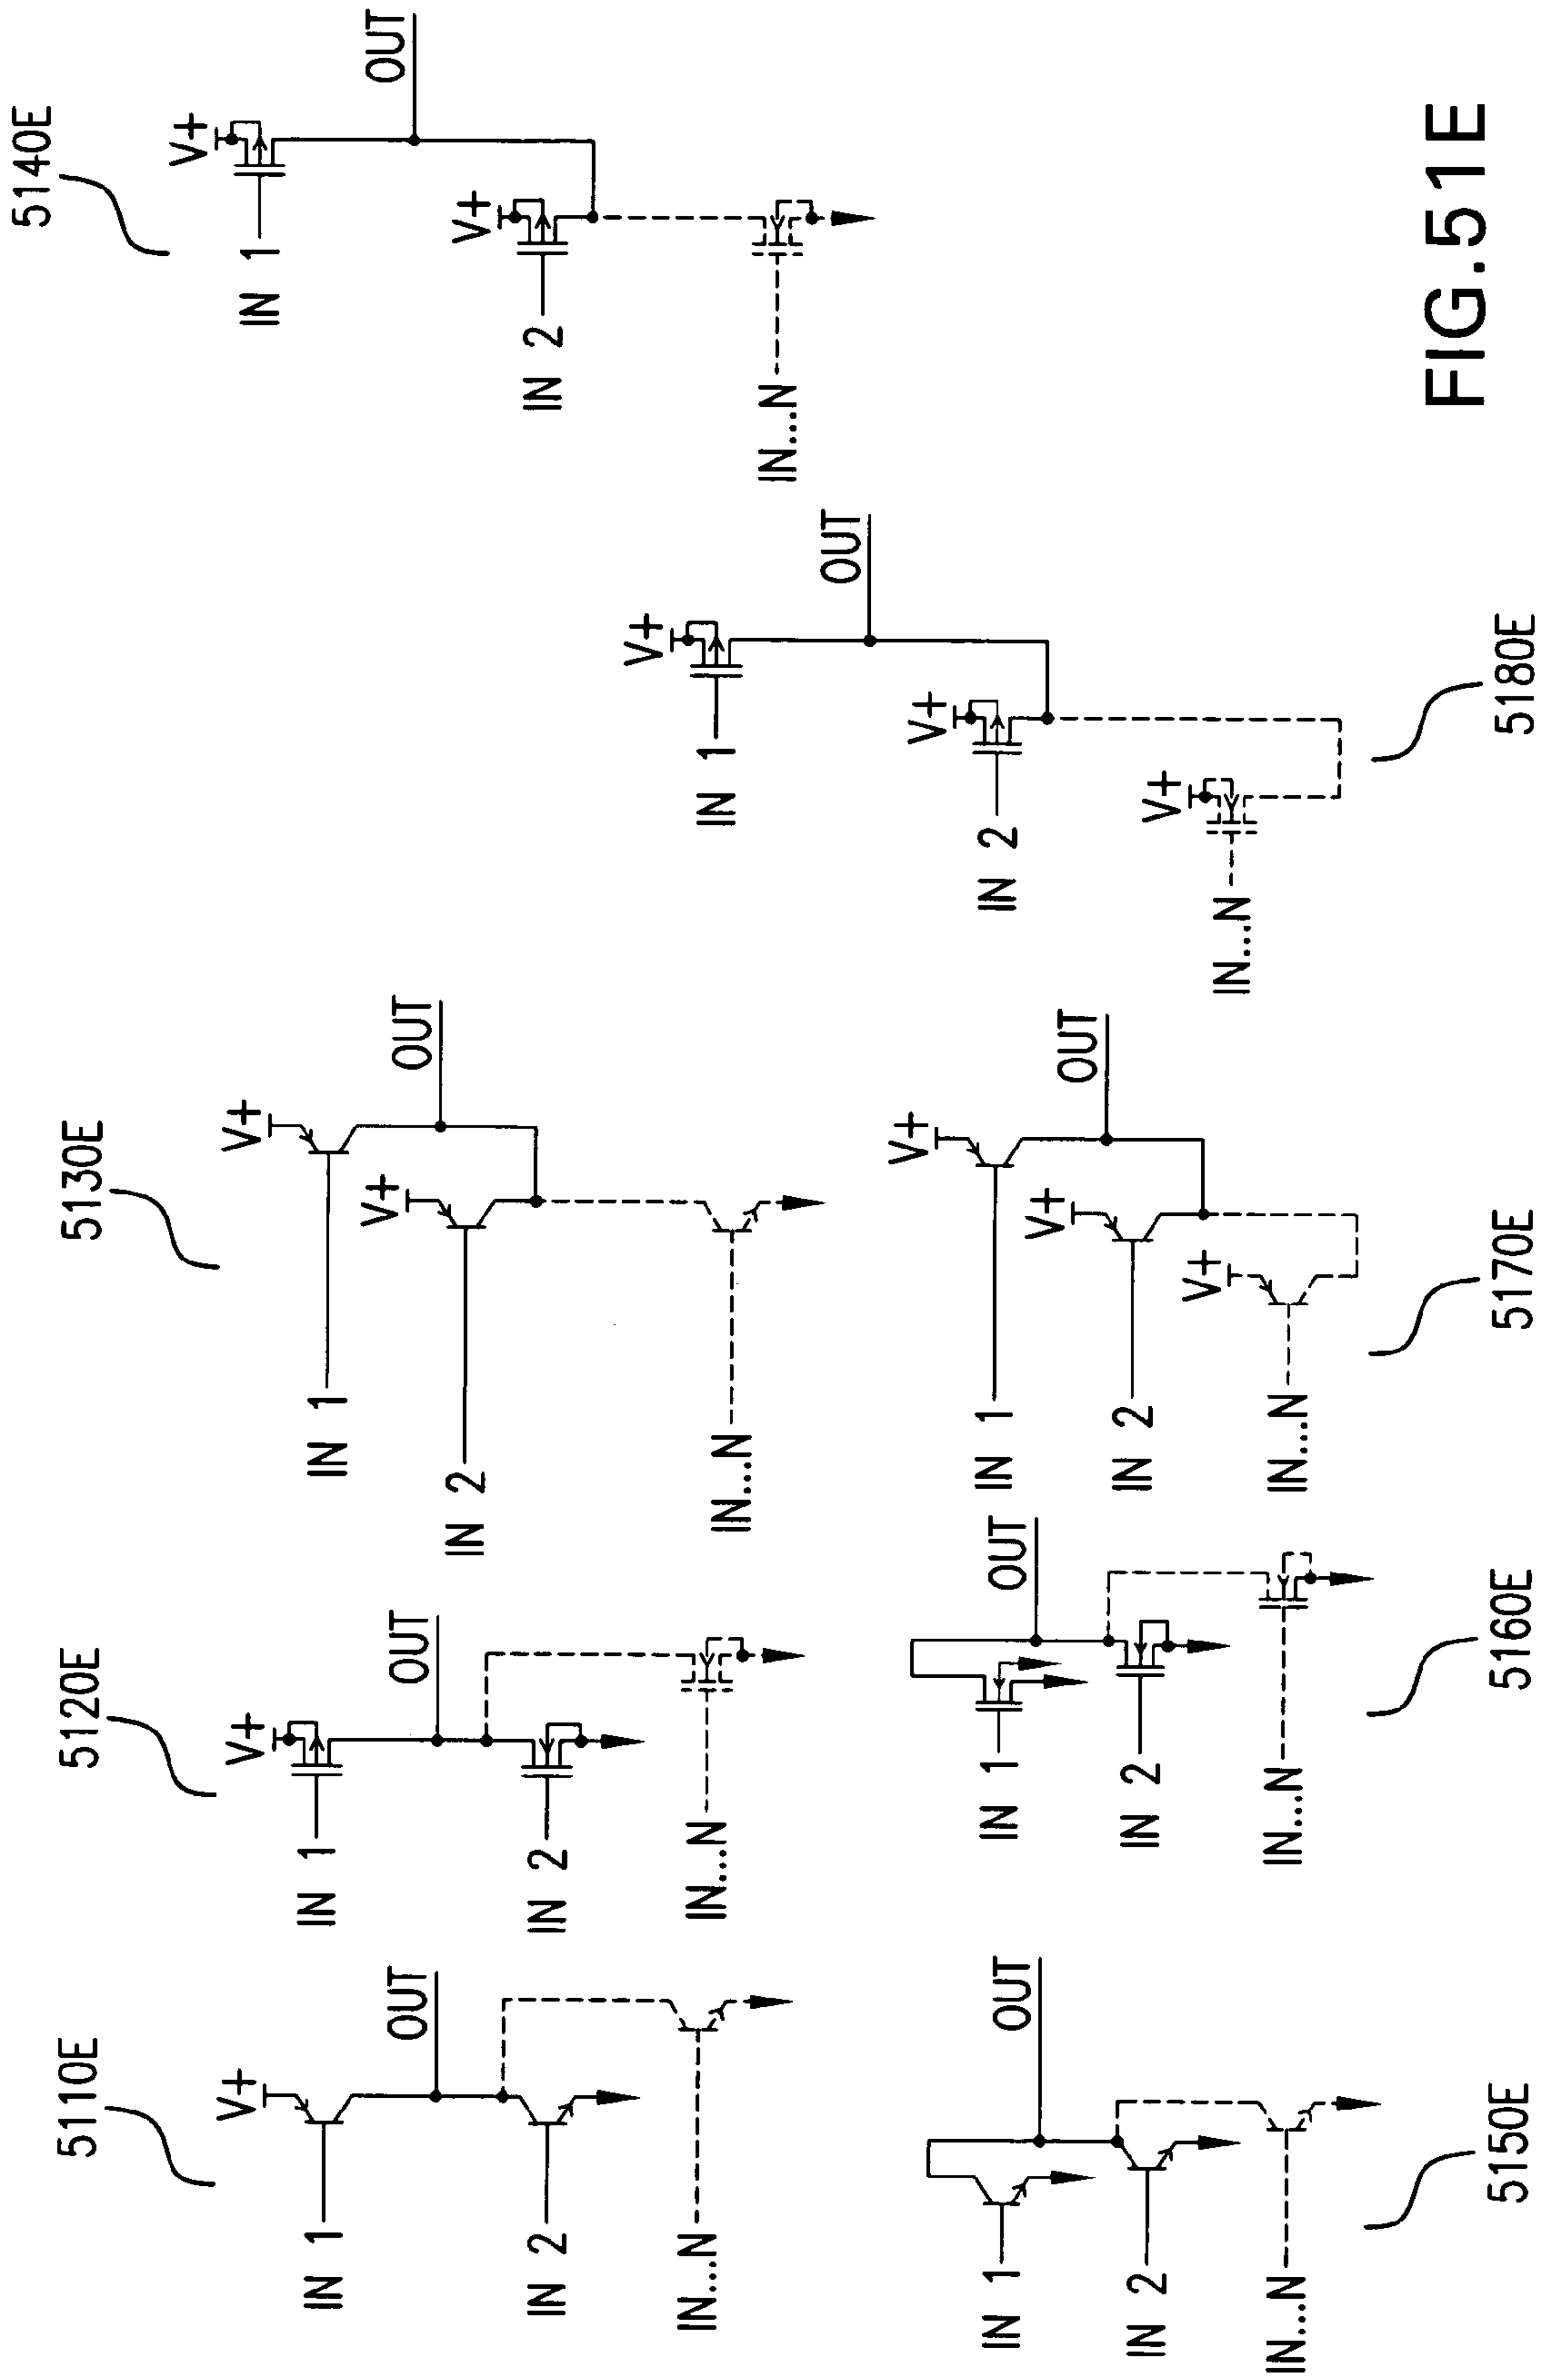 5110E
V+
IN 1
OUT
IN 2
IN...N
5120E
V+
IN 1
OUT
IN 2
IN...N
5130E
V+
IN 1
OUT
V+
IN 2
IN...N
5140E
V+
IN 1
OUT
V+
IN 2
IN...N
5150E
OUT
IN 1
IN 2
IN...N
5160E
OUT
IN 1
IN 2
IN...N
5170E
V+
IN 1
OUT
V+
IN 2
V+
IN...N
5180E
V+
IN 1
OUT
V+
IN 2
V+
IN...N
FIG.51E